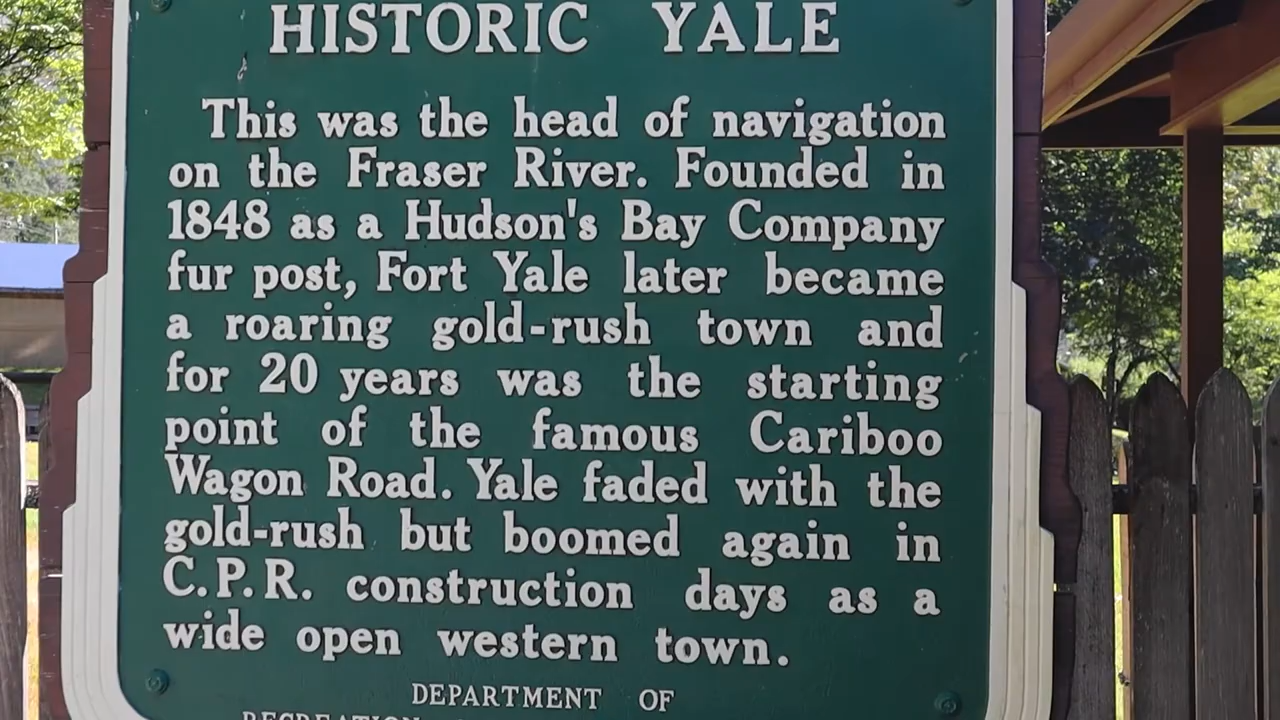 HISTORIC YALE
This was the head of navigation
on the Fraser River. Founded in
1848 as a Hudson's Bay Company
fur post, Fort Yale later became
a roaring gold-rush town and
for 20 years was the starting
point of the famous Cariboo
Wagon Road. Yale faded with the
gold-rush but boomed again in
C.P.R. construction days as a
wide open western town.
DEPARTMENT OF
RECREATION